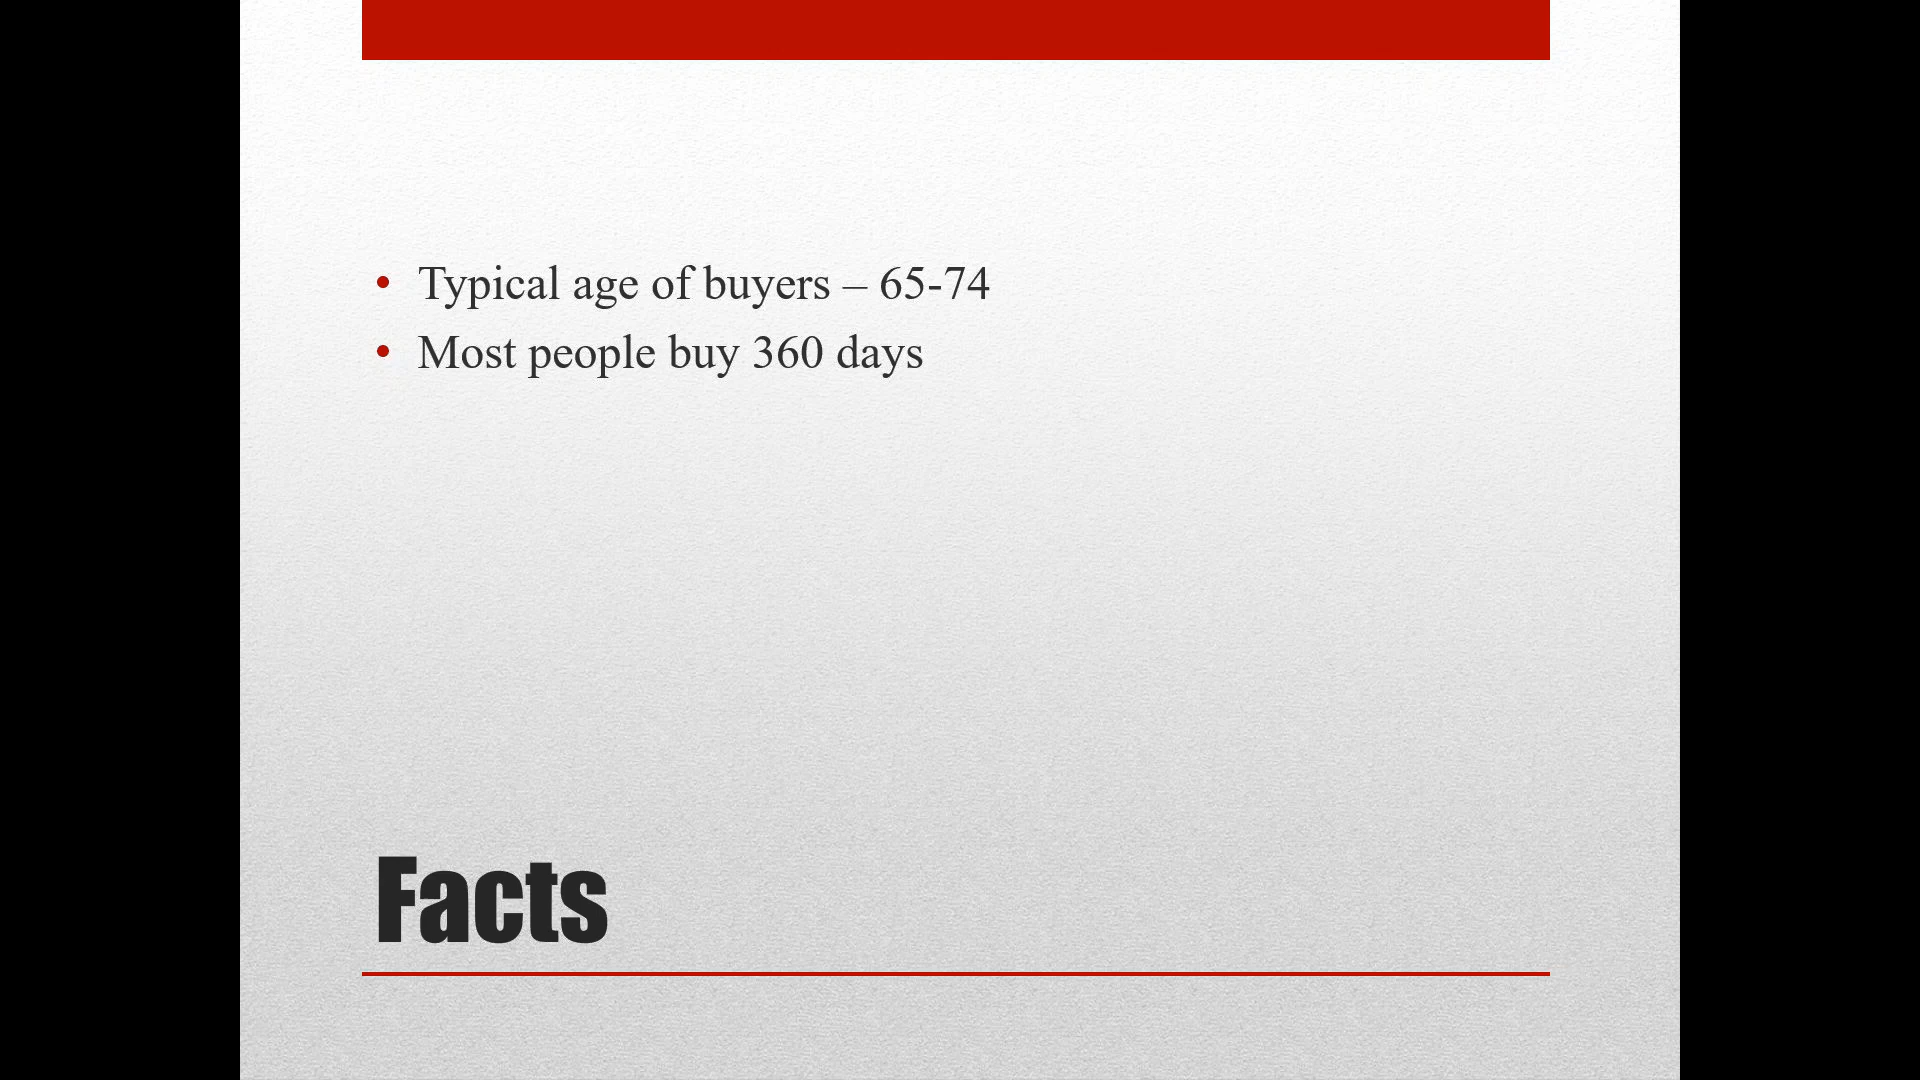 • Typical age of buyers – 65-74
• Most people buy 360 days
Facts